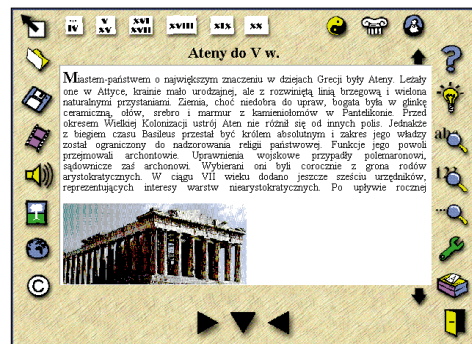 ... IV
V XV
XVI XVII
XVIII
XIX
XX
Ateny do V w.
Miastem-państwem o największym znaczeniu w dziejach Grecji były Ateny. Leżały
one w Attyce, krainie mało urodzajnej, ale z rozwiniętą linią brzegową i wieloma
naturalnymi przystaniami. Ziemia, choć niedobra do upraw, bogata była w glinkę
ceramiczną, ołów, srebro i marmur z kamieniołomów w Pantelikonie. Przed
okresem Wielkiej Kolonizacji ustrój Aten nie różnił się od innych polis. Jednakże
z biegiem czasu Basileus przestał być królem absolutnym i zakres jego władzy
został ograniczony do nadzorowania religii państwowej. Funkcje jego powoli
przejmowali archontowie. Uprawnienia wojskowe przypadły polemaronowi,
sądownicze zaś archonowi. Wybierani oni byli corocznie z grona rodów
arystokratycznych. W ciągu VII wieku dodano jeszcze sześciu urzędników,
reprezentujących interesy warstw niearystokratycznych. Po upływie rocznej
?
ab
12
...
©